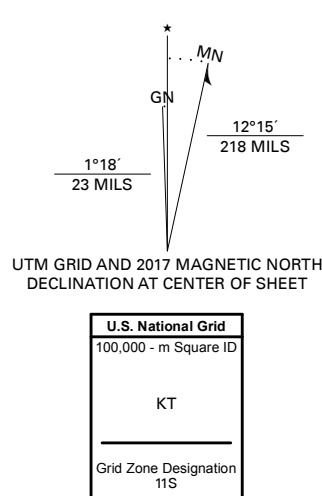 ★
MN
GN
12°15´
218 MILS
1°18´
23 MILS
UTM GRID AND 2017 MAGNETIC NORTH
DECLINATION AT CENTER OF SHEET
U.S. National Grid
100,000 - m Square ID
KT
Grid Zone Designation
11S